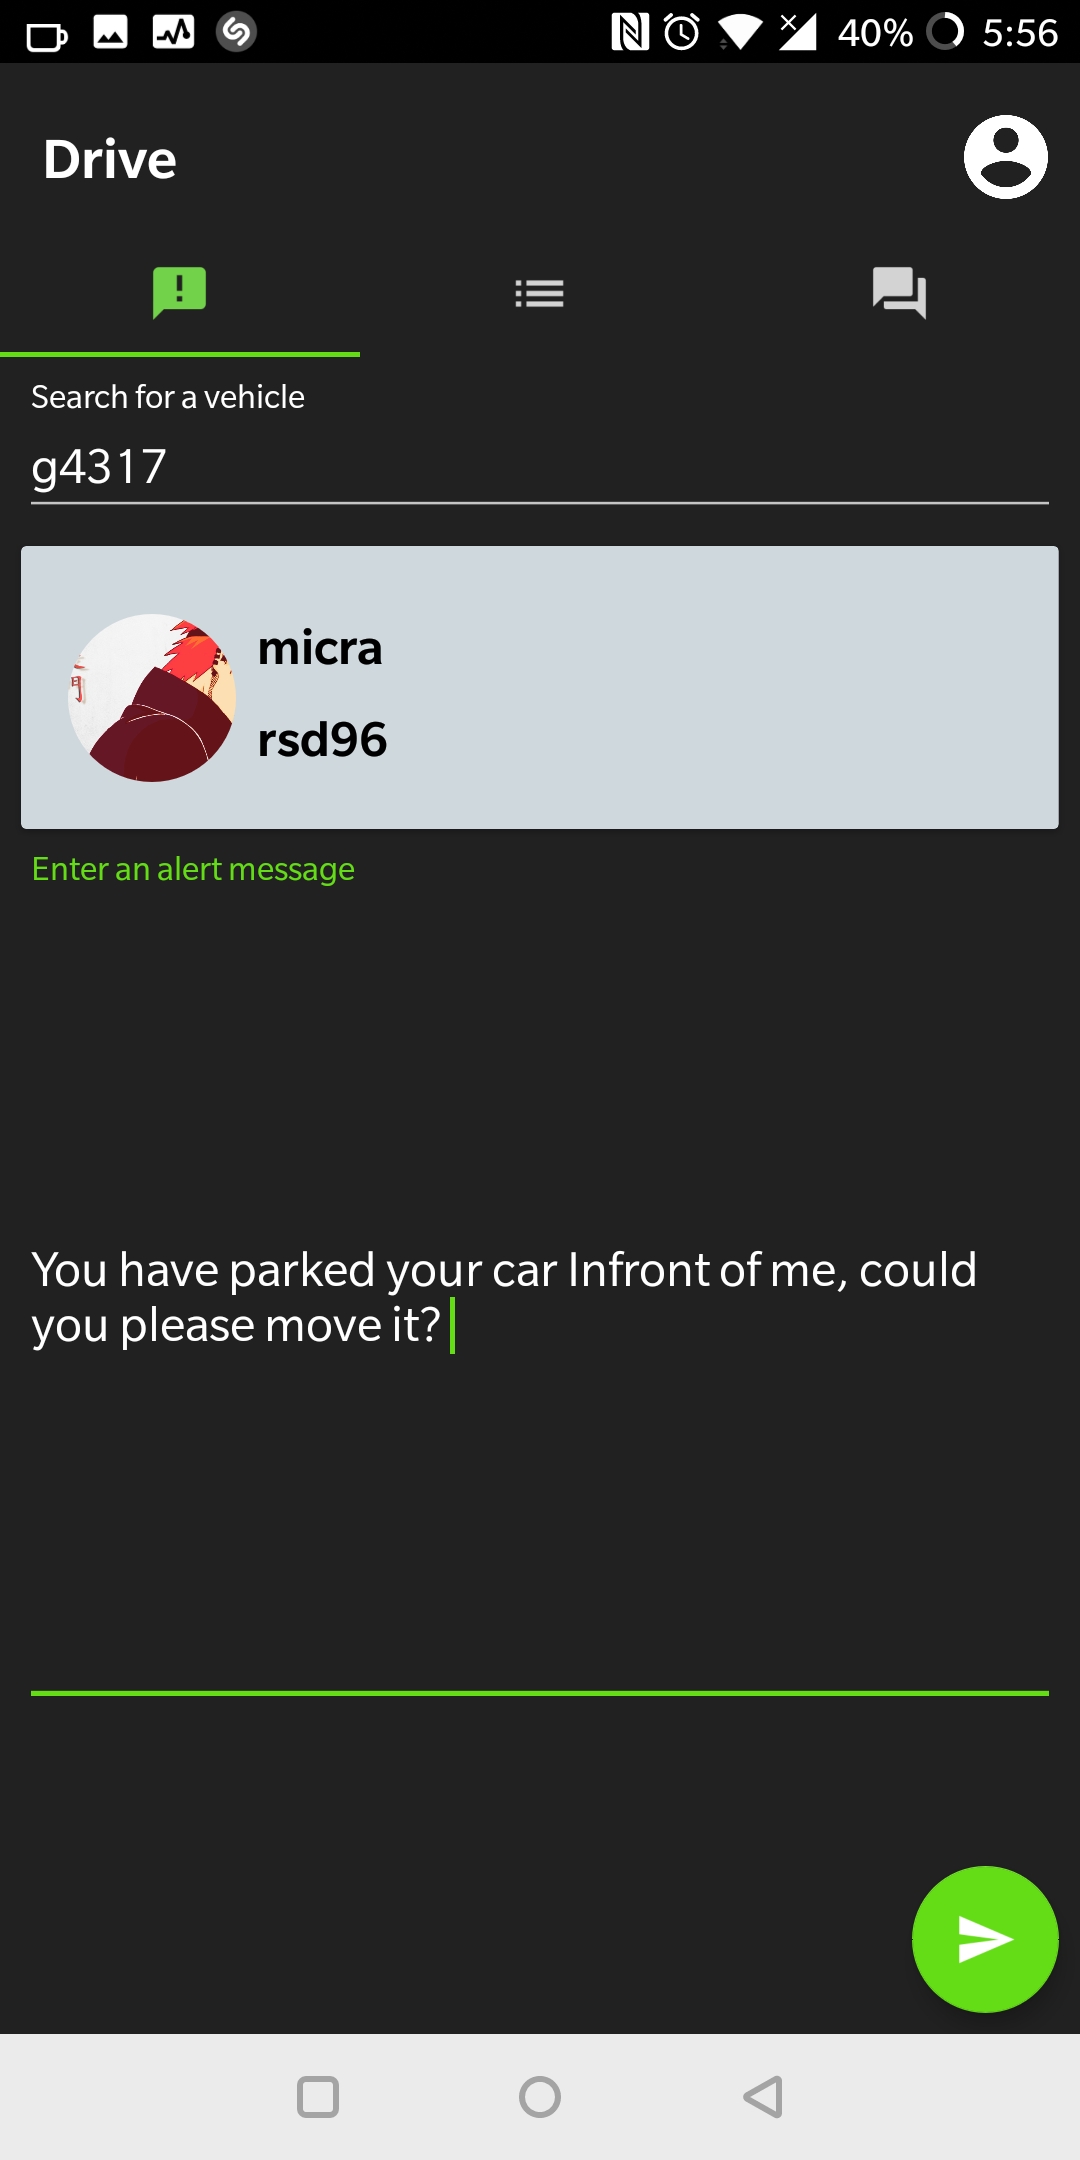 40% 5:56
Drive
Search for a vehicle
g4317
micra
rsd96
Enter an alert message
You have parked your car Infront of me, could
you please move it?